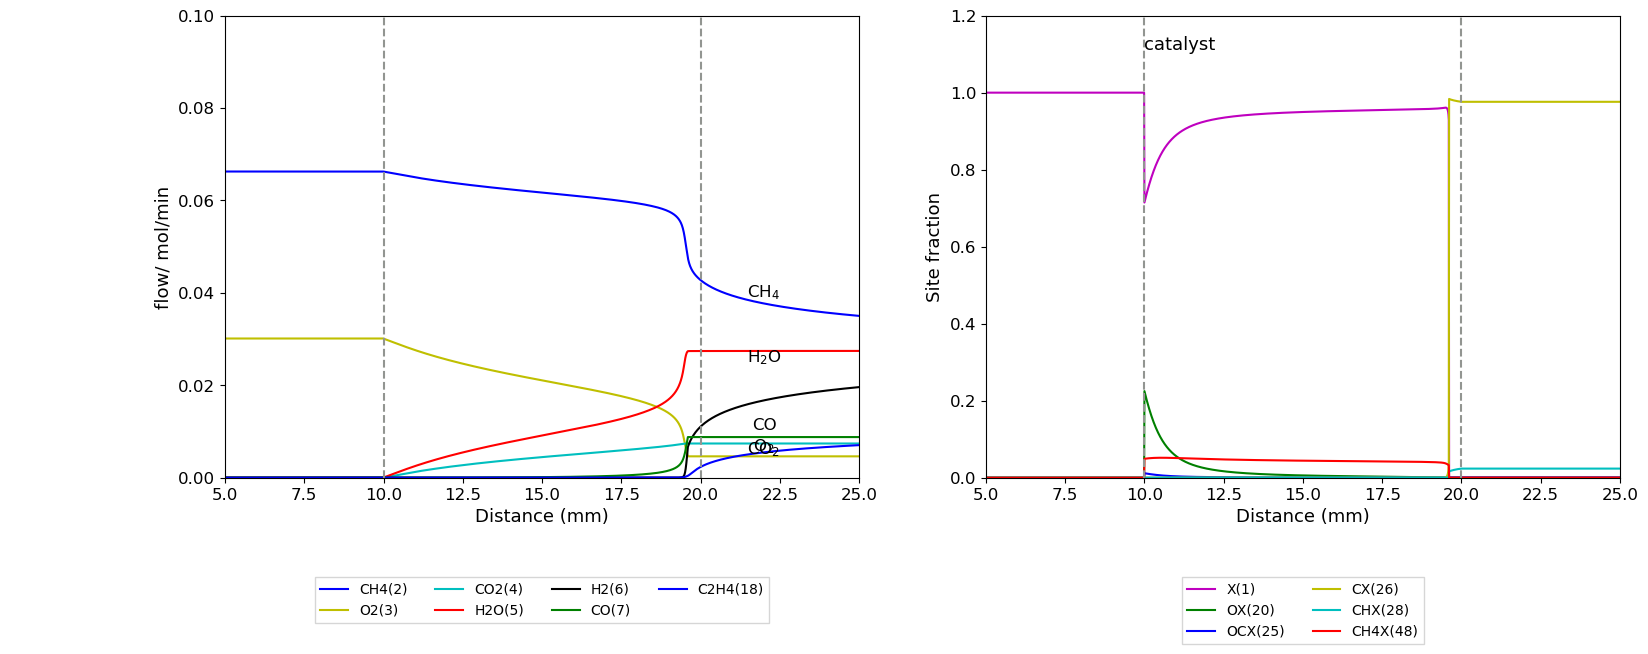 0.10
0.08
0.06
0.04
0.02
0.00
flow/ mol/min
CH₄
H₂O
CO
O₂
CO₂
5.0 7.5 10.0 12.5 15.0 17.5 20.0 22.5 25.0
Distance (mm)
CH4(2) CO2(4) H2(6) C2H4(18)
O2(3) H2O(5) CO(7)
1.2
1.0
0.8
0.6
0.4
0.2
0.0
Site fraction
catalyst
5.0 7.5 10.0 12.5 15.0 17.5 20.0 22.5 25.0
Distance (mm)
X(1) CX(26)
OX(20) CHX(28)
OCX(25) CH4X(48)